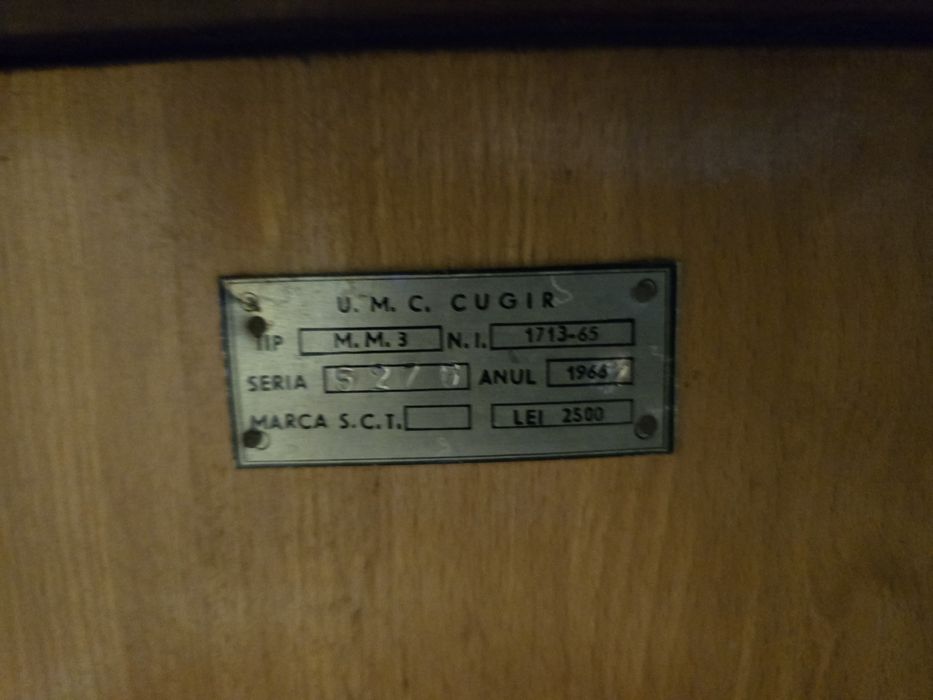 U. M. C. CUGIR
TIP M. M. 3 N. I. 1713-65
SERIA ANUL
MARCA S. C. T. LEI 2500